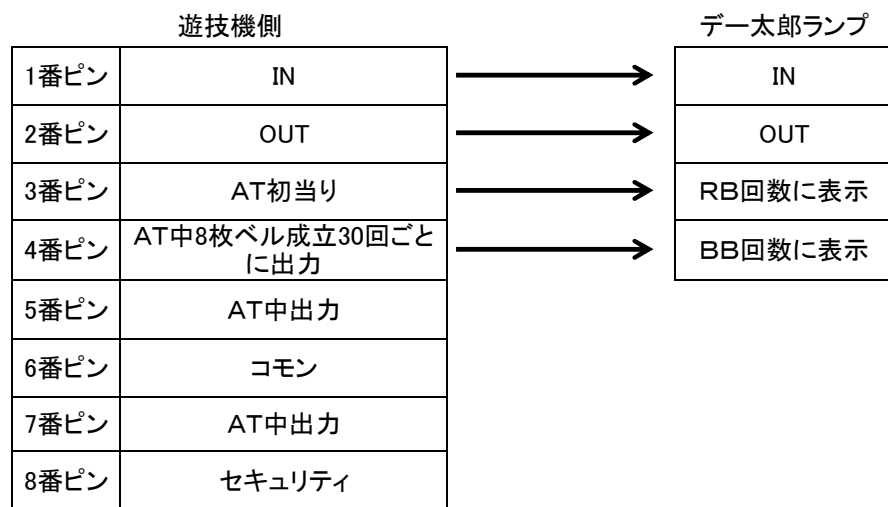 遊技機側 デー太郎ランプ
1番ピン IN IN
2番ピン OUT OUT
3番ピン AT初当り RB回数に表示
4番ピン AT中8枚ベル成立30回ごと
に出力 BB回数に表示
5番ピン AT中出力
6番ピン コモン
7番ピン AT中出力
8番ピン セキュリティ